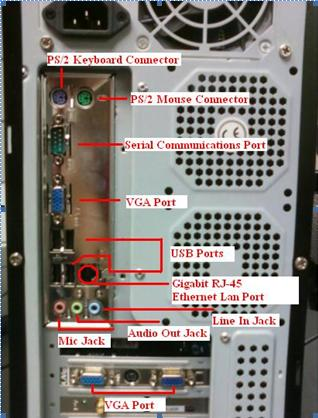 PS/2 Keyboard Connector
PS/2 Mouse Connector
Serial Communications Port
VGA Port
USB Ports
Gigabit RJ-45
Ethernet Lan Port
Line In Jack
Audio Out Jack
Mic Jack
VGA Port